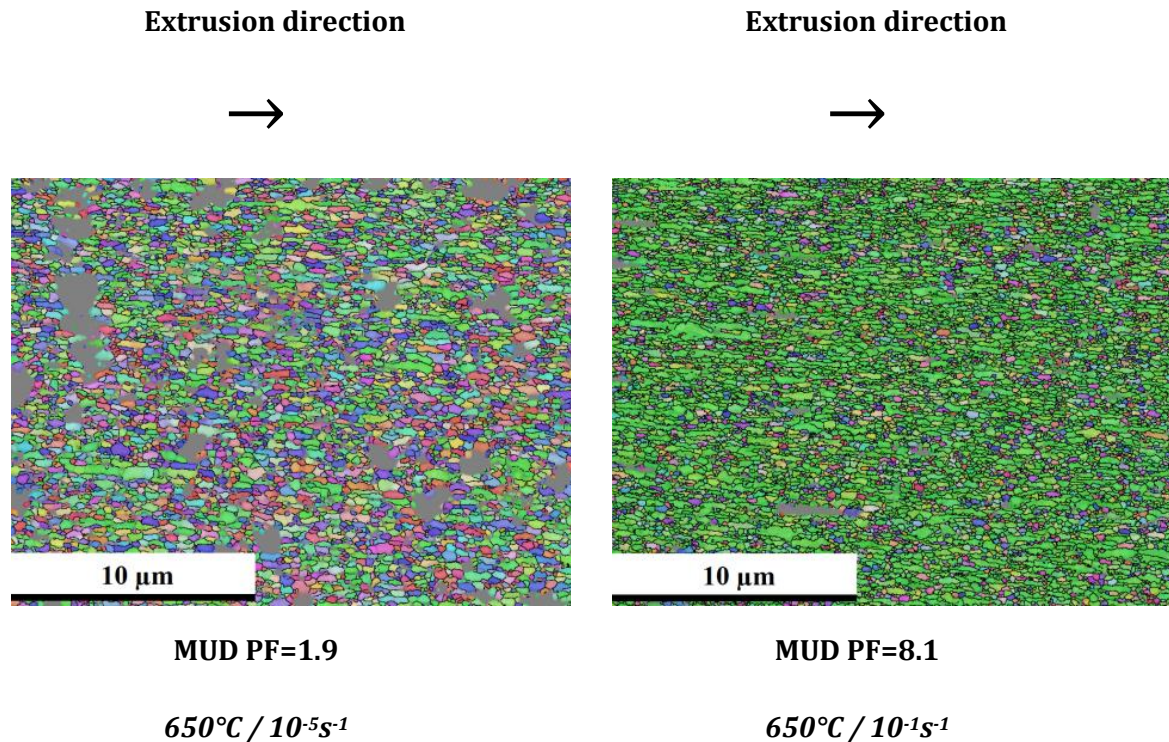 Extrusion direction
Extrusion direction
→
→
10 µm
10 µm
MUD PF=1.9
MUD PF=8.1
650°C / 10⁻⁵s⁻¹
650°C / 10⁻¹s⁻¹